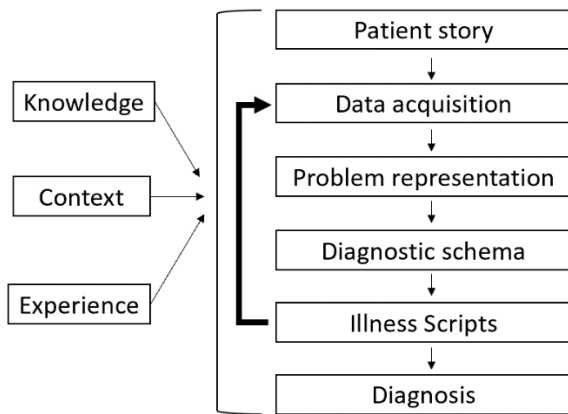 Patient story
Knowledge
Data acquisition
Problem representation
Context
Diagnostic schema
Experience
Illness Scripts
Diagnosis